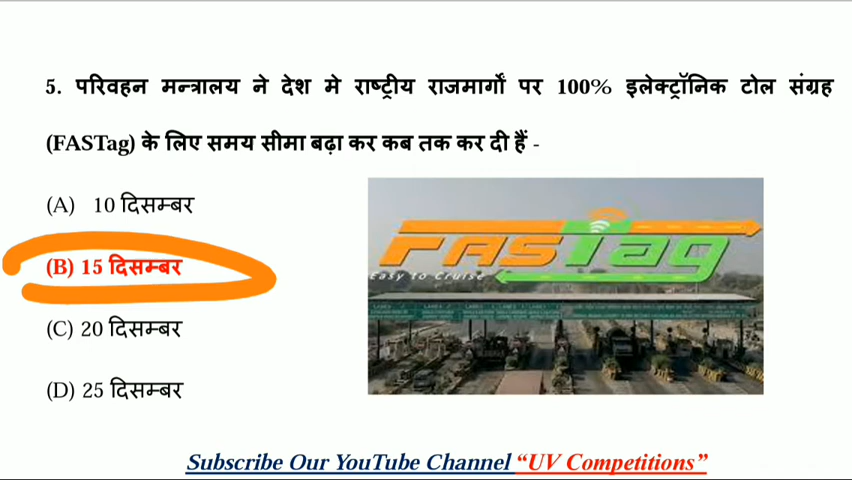 5. परिवहन मन्त्रालय ने देश मे राष्ट्रीय राजमार्गों पर 100% इलेक्ट्रॉनिक टोल संग्रह
(FASTag) के लिए समय सीमा बढ़ा कर कब तक कर दी हैं -
(A) 10 दिसम्बर
(B) 15 दिसम्बर
(C) 20 दिसम्बर
(D) 25 दिसम्बर
FASTag
Easy to Cruise
Subscribe Our YouTube Channel “UV Competitions”